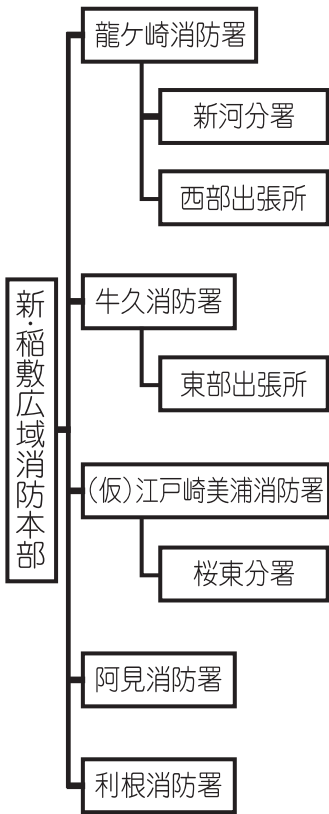 新・稲敷広域消防本部
龍ケ崎消防署
新河分署
西部出張所
牛久消防署
東部出張所
(仮)江戸崎美浦消防署
桜東分署
阿見消防署
利根消防署